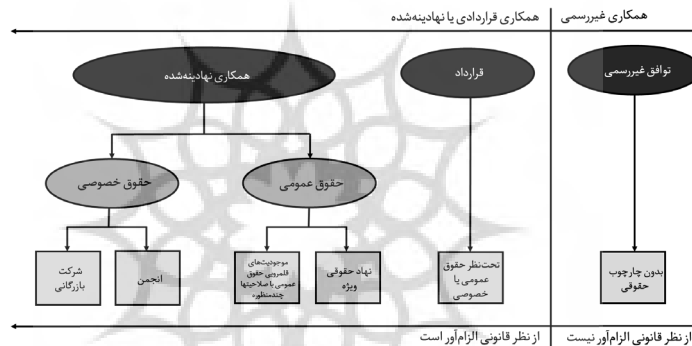 همکاری غیررسمی
همکاری قراردادی یا نهادینه‌شده
توافق غیررسمی
قرارداد
همکاری نهادینه‌شده
حقوق عمومی
حقوق خصوصی
بدون چارچوب
حقوقی
تحت‌نظر حقوق
عمومی یا
خصوصی
نهاد حقوقی
ویژه
موجودیت‌های
قلمرویی حقوق
عمومی با صلاحیتها
چندمنظوره
انجمن
شرکت
بازرگانی
از نظر قانونی الزام‌آور نیست
از نظر قانونی الزام‌آور است